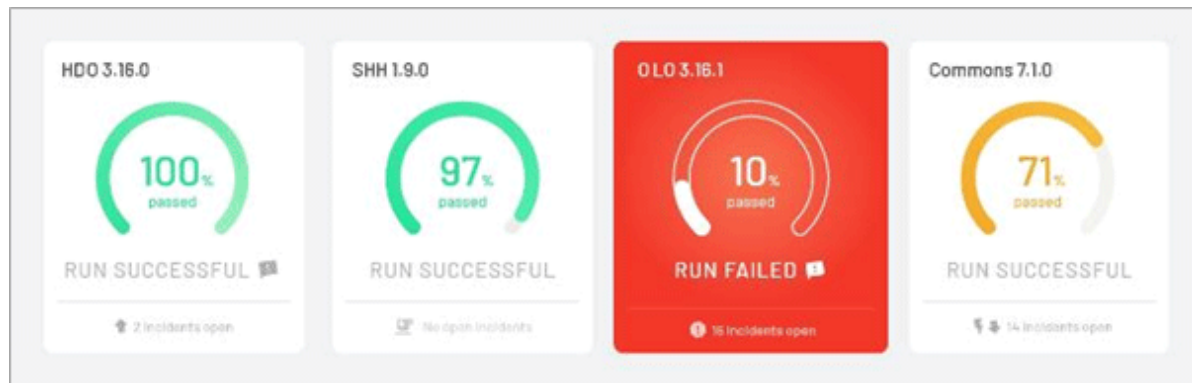 HDO 3.16.0
100%
passed
RUN SUCCESSFUL
2 incidents open
SHH 1.9.0
97%
passed
RUN SUCCESSFUL
No open incidents
OLO 3.16.1
10%
passed
RUN FAILED
16 incidents open
Commons 7.1.0
71%
passed
RUN SUCCESSFUL
14 incidents open